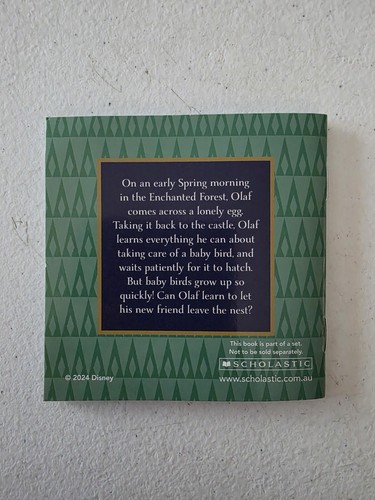 On an early Spring morning
in the Enchanted Forest, Olaf
comes across a lonely egg.
Taking it back to the castle, Olaf
learns everything he can about
taking care of a baby bird, and
waits patiently for it to hatch.
But baby birds grow up so
quickly! Can Olaf learn to let
his new friend leave the nest?
This book is part of a set.
Not to be sold separately.
SCHOLASTIC
© 2024 Disney
www.scholastic.com.au